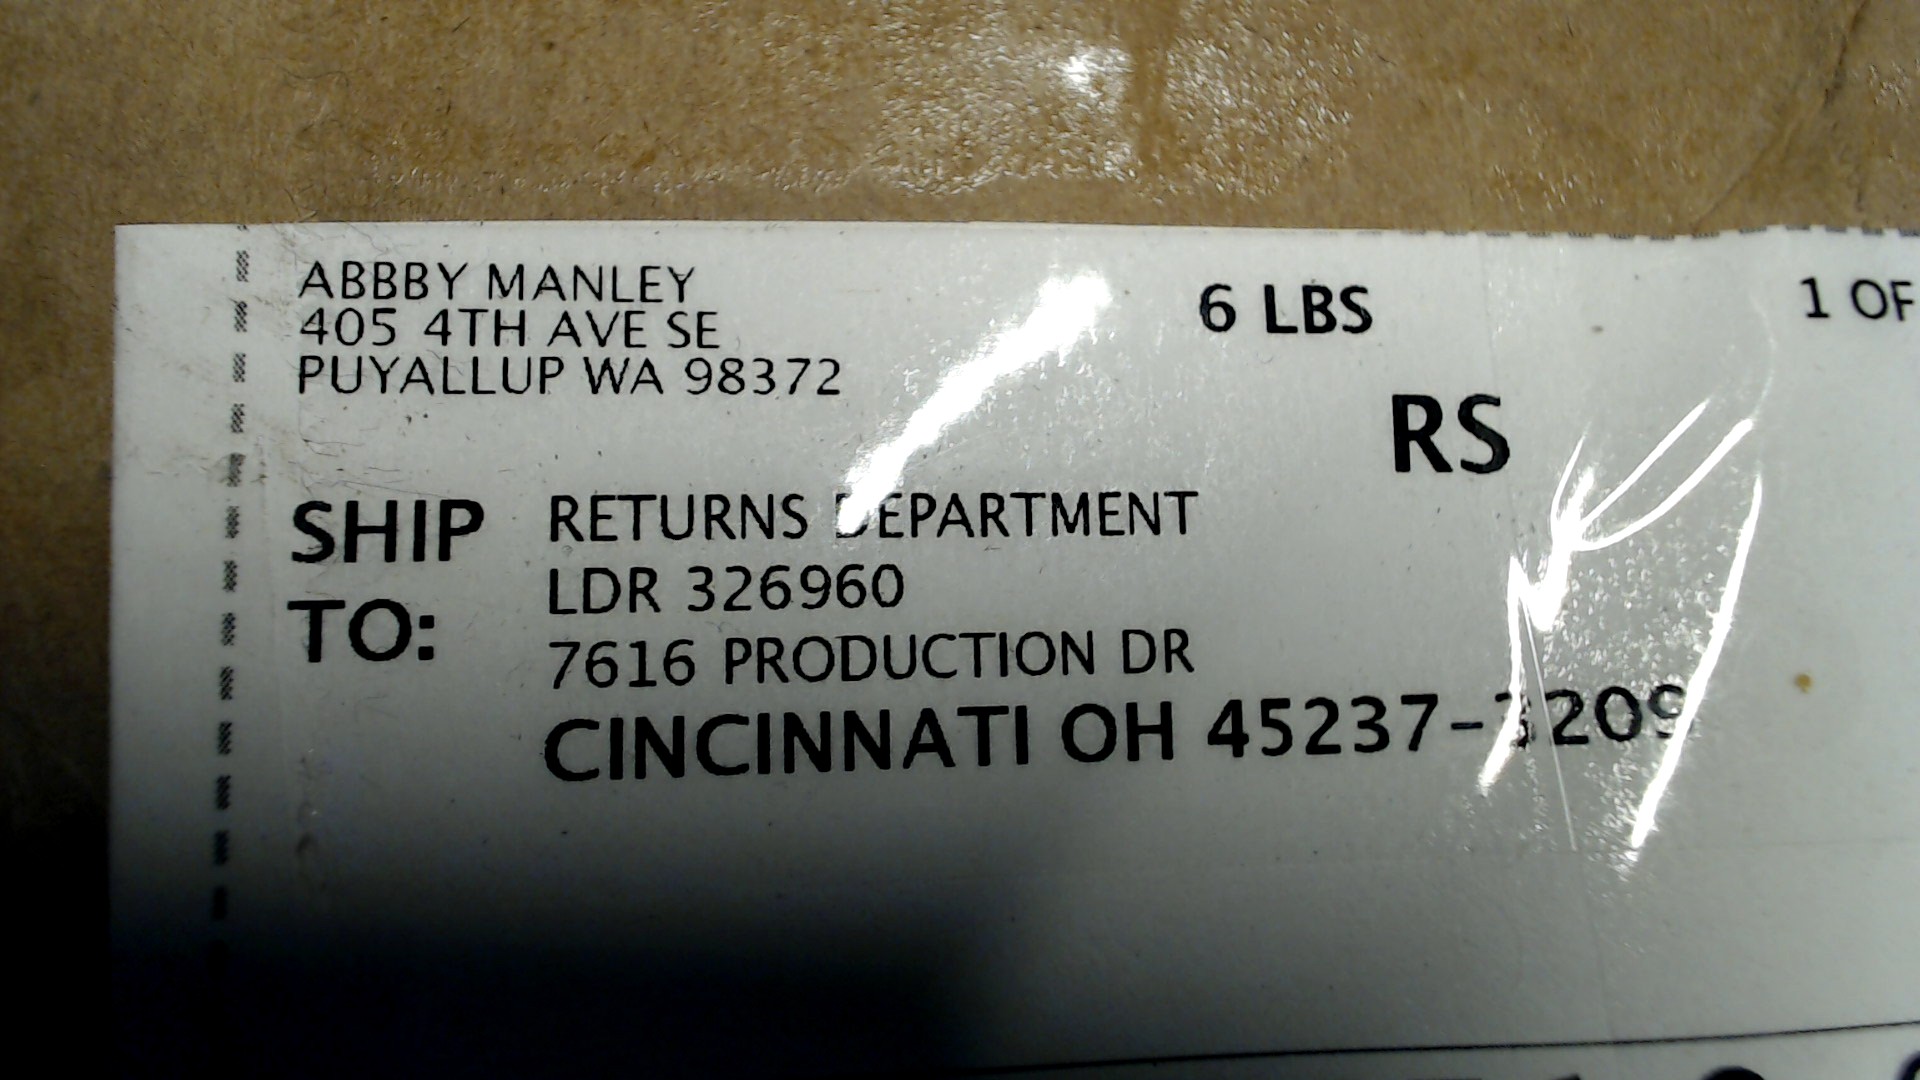 ABBBY MANLEY
405 4TH AVE SE
PUYALLUP WA 98372
6 LBS
1 OF
RS
SHIP TO:
RETURNS DEPARTMENT
LDR 326960
7616 PRODUCTION DR
CINCINNATI OH